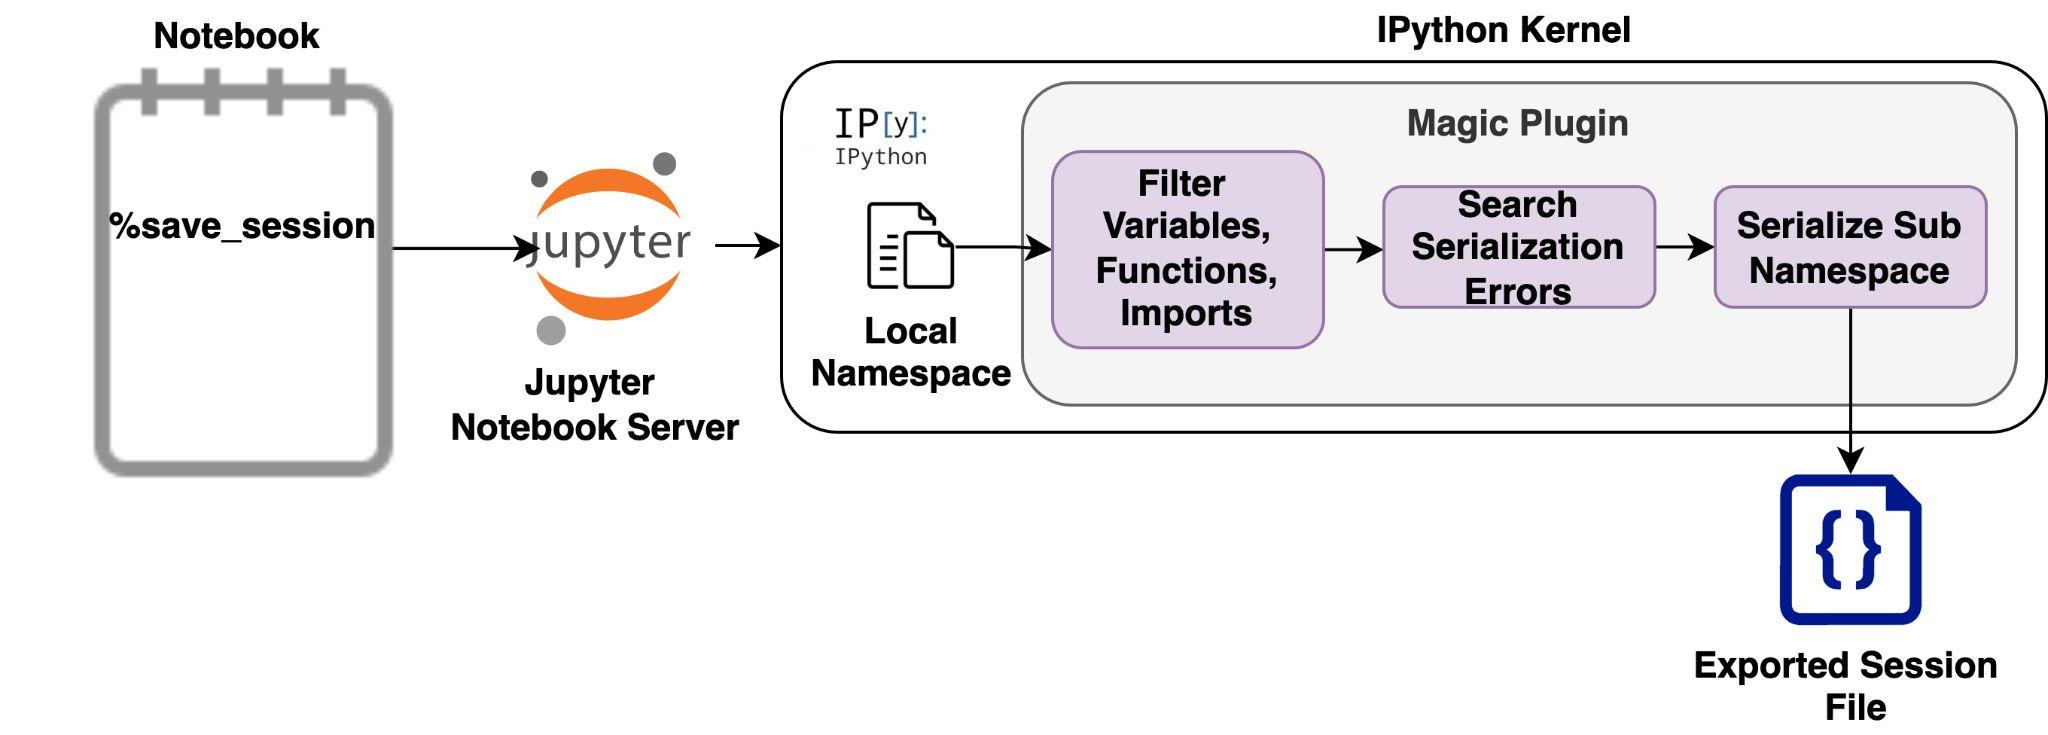 Notebook
%save_session
jupyter
Jupyter
Notebook Server
IPython Kernel
IP[y]:
IPython
Local
Namespace
Magic Plugin
Filter
Variables,
Functions,
Imports
Search
Serialization
Errors
Serialize Sub
Namespace
{}
Exported Session
File